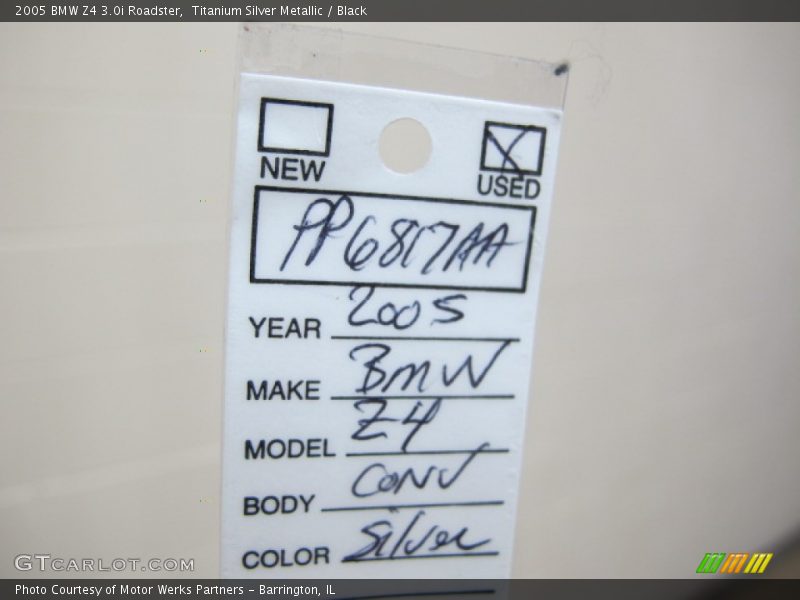 2005 BMW Z4 3.0i Roadster, Titanium Silver Metallic / Black
NEW USED
PP6817AA
YEAR 2005
MAKE BMW
MODEL Z4
BODY CONV
COLOR Silver
GTCARLOT.COM
Photo Courtesy of Motor Werks Partners - Barrington, IL